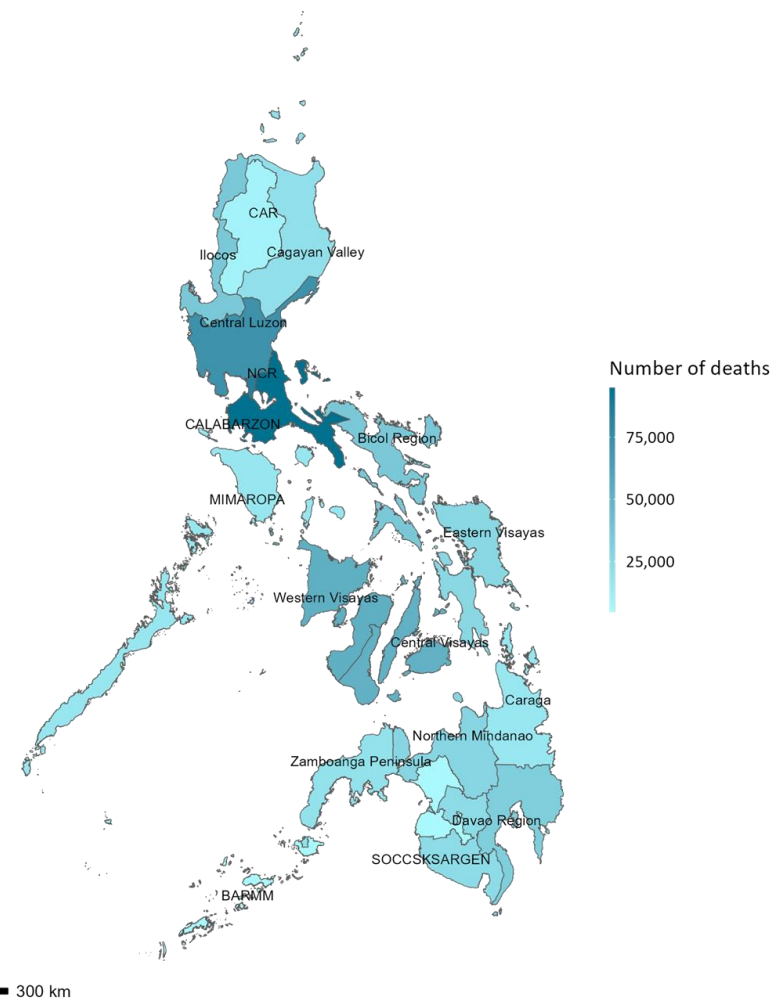 CAR
Ilocos
Cagayan Valley
Central Luzon
NCR
CALABARZON
Bicol Region
MIMAROPA
Eastern Visayas
Western Visayas
Central Visayas
Caraga
Northern Mindanao
Zamboanga Peninsula
Davao Region
SOCCSKSARGEN
BARMM
Number of deaths
75,000
50,000
25,000
300 km